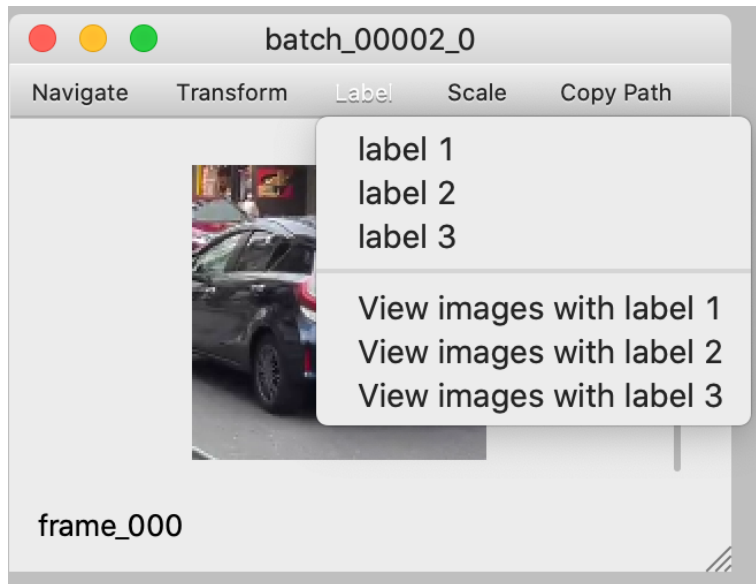 batch_00002_0
Navigate Transform Label Scale Copy Path
label 1
label 2
label 3
View images with label 1
View images with label 2
View images with label 3
frame_000